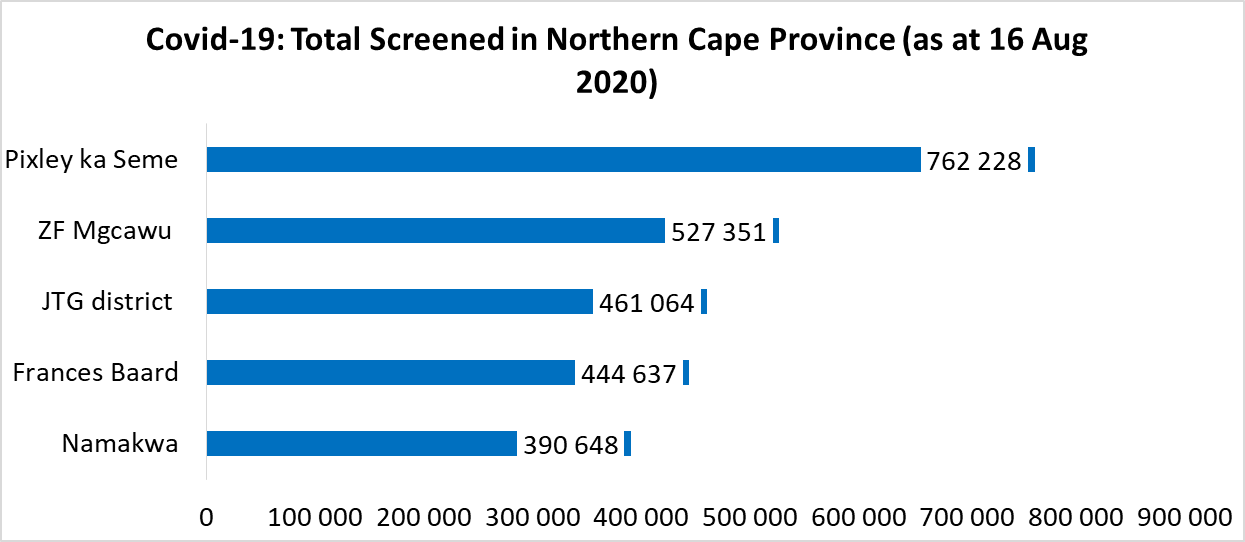 Covid-19: Total Screened in Northern Cape Province (as at 16 Aug
2020)
Pixley ka Seme 762 228
ZF Mgcawu 527 351
JTG district 461 064
Frances Baard 444 637
Namakwa 390 648
0 100 000 200 000 300 000 400 000 500 000 600 000 700 000 800 000 900 000